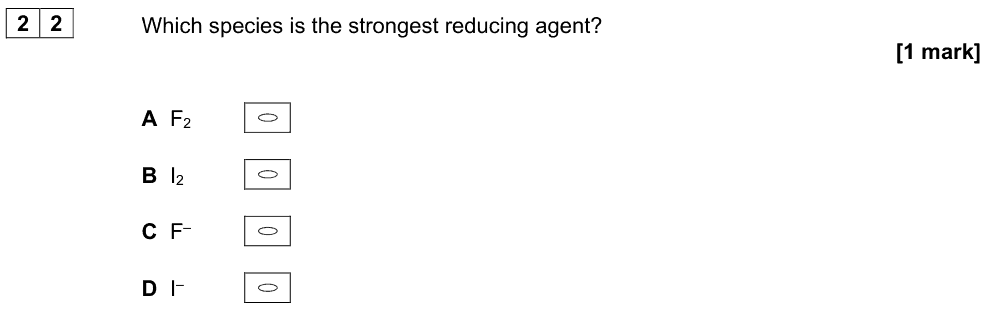 2 2 Which species is the strongest reducing agent?
[1 mark]
A F₂
B I₂
C F⁻
D I⁻